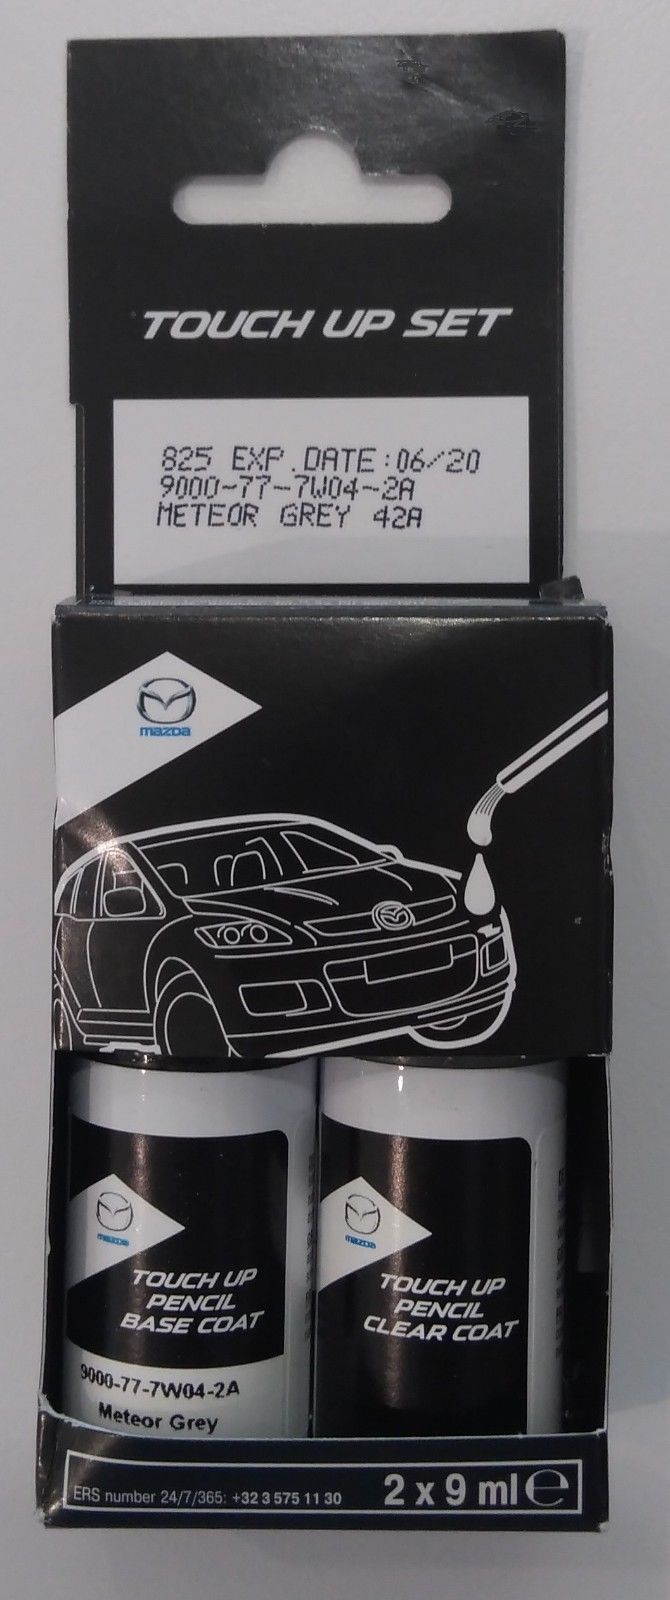 TOUCH UP SET
825 EXP.DATE:06/20
9000-77-7W04-2A
METEOR GREY 42A
mazda
mazda
TOUCH UP
PENCIL
BASE COAT
9000-77-7W04-2A
Meteor Grey
mazda
TOUCH UP
PENCIL
CLEAR COAT
ERS number 24/7/365: +32 3 575 11 30
2 x 9 ml ℮